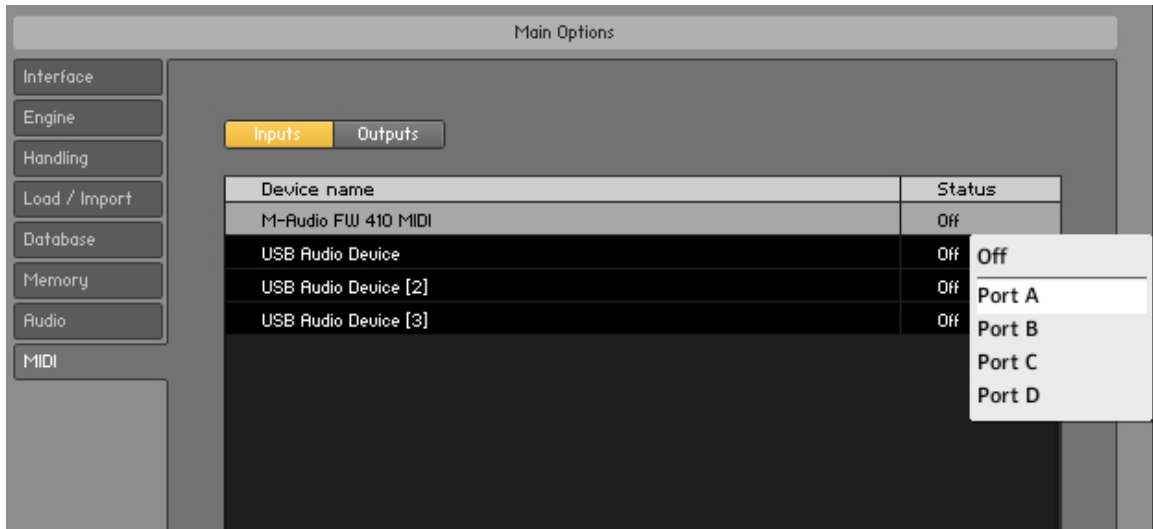 Main Options
Interface
Engine
Handling
Load / Import
Database
Memory
Audio
MIDI
Inputs Outputs
Device name Status
M-Audio FW 410 MIDI Off
USB Audio Device Off
USB Audio Device [2] Off
USB Audio Device [3] Off
Off
Port A
Port B
Port C
Port D